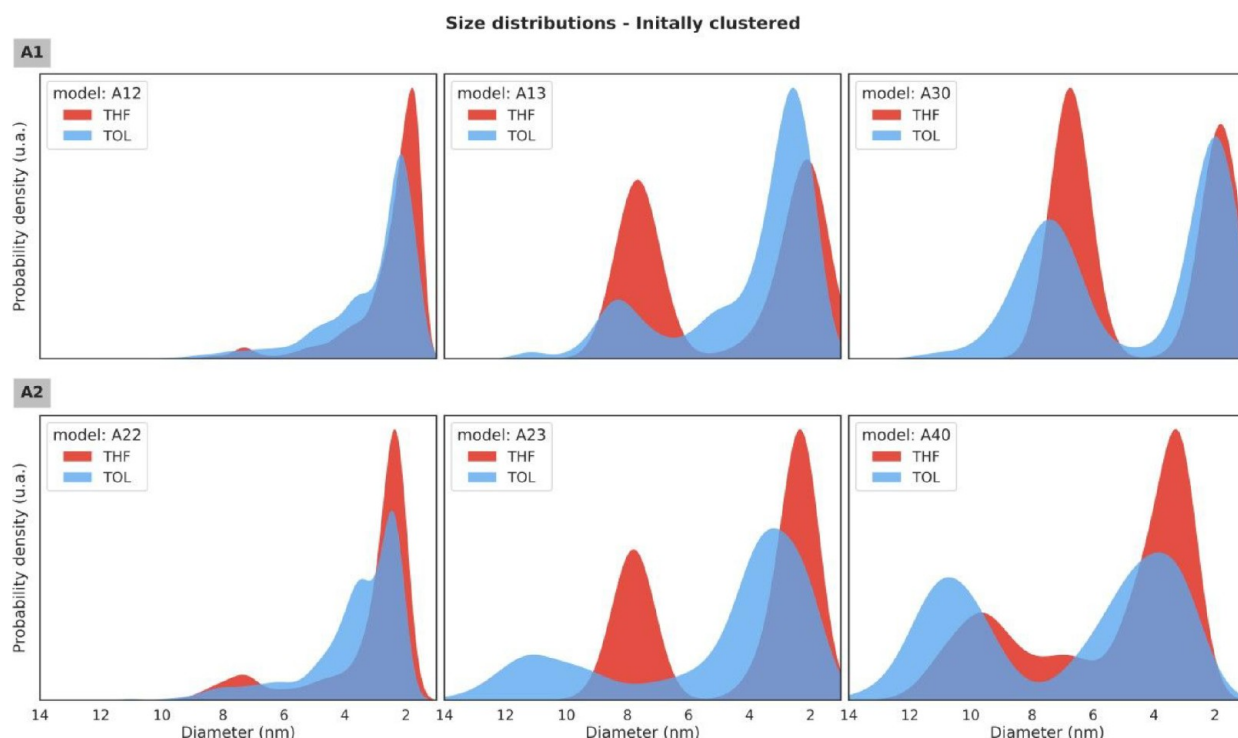 Size distributions - Initally clustered
A1
model: A12
THF
TOL
model: A13
THF
TOL
model: A30
THF
TOL
Probability density (u.a.)
A2
model: A22
THF
TOL
model: A23
THF
TOL
model: A40
THF
TOL
Probability density (u.a.)
14 12 10 8 6 4 2
14 12 10 8 6 4 2
14 12 10 8 6 4 2
Diameter (nm)
Diameter (nm)
Diameter (nm)